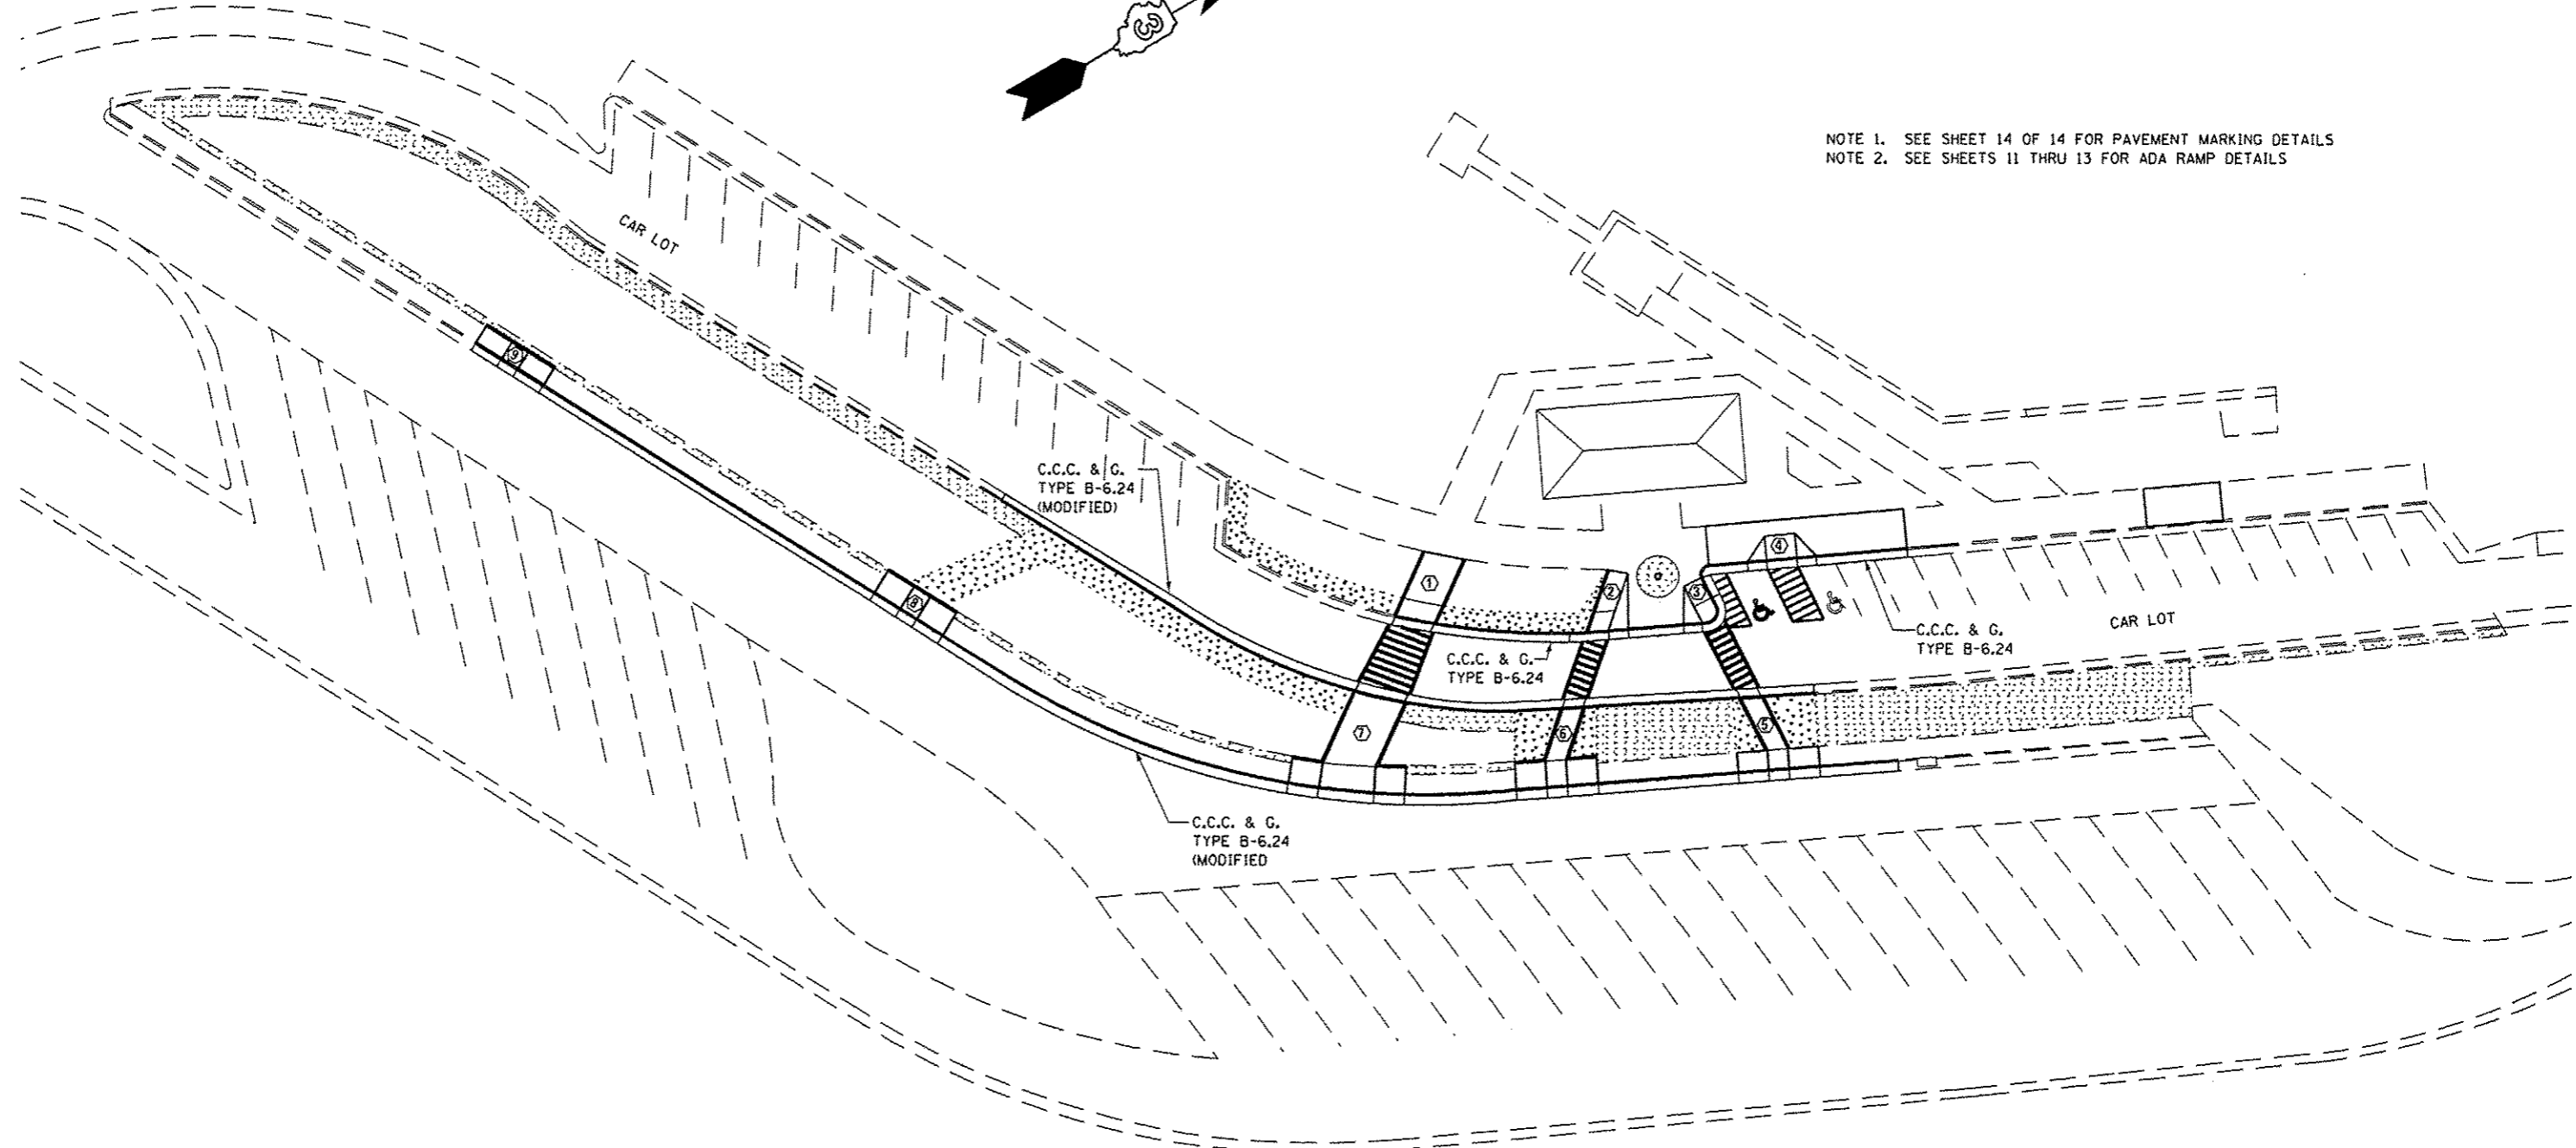 3
NOTE 1. SEE SHEET 14 OF 14 FOR PAVEMENT MARKING DETAILS
NOTE 2. SEE SHEETS 11 THRU 13 FOR ADA RAMP DETAILS
CAR LOT
9
C.C.C. & G.
TYPE B-6.24
(MODIFIED)
8
1
2
3
4
C.C.C. & G.
TYPE B-6.24
C.C.C. & G.
TYPE B-6.24
CAR LOT
7
6
5
C.C.C. & G.
TYPE B-6.24
(MODIFIED